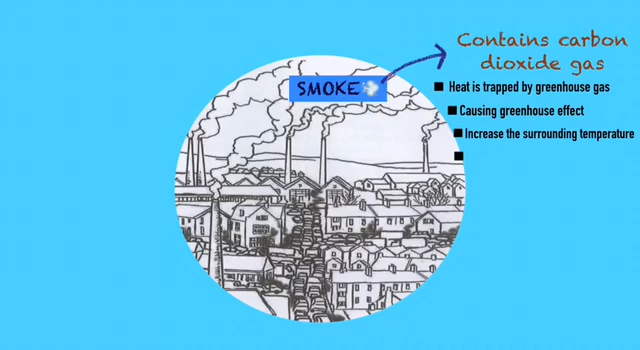 Contains carbon
dioxide gas
SMOKE
Heat is trapped by greenhouse gas
Causing greenhouse effect
Increase the surrounding temperature